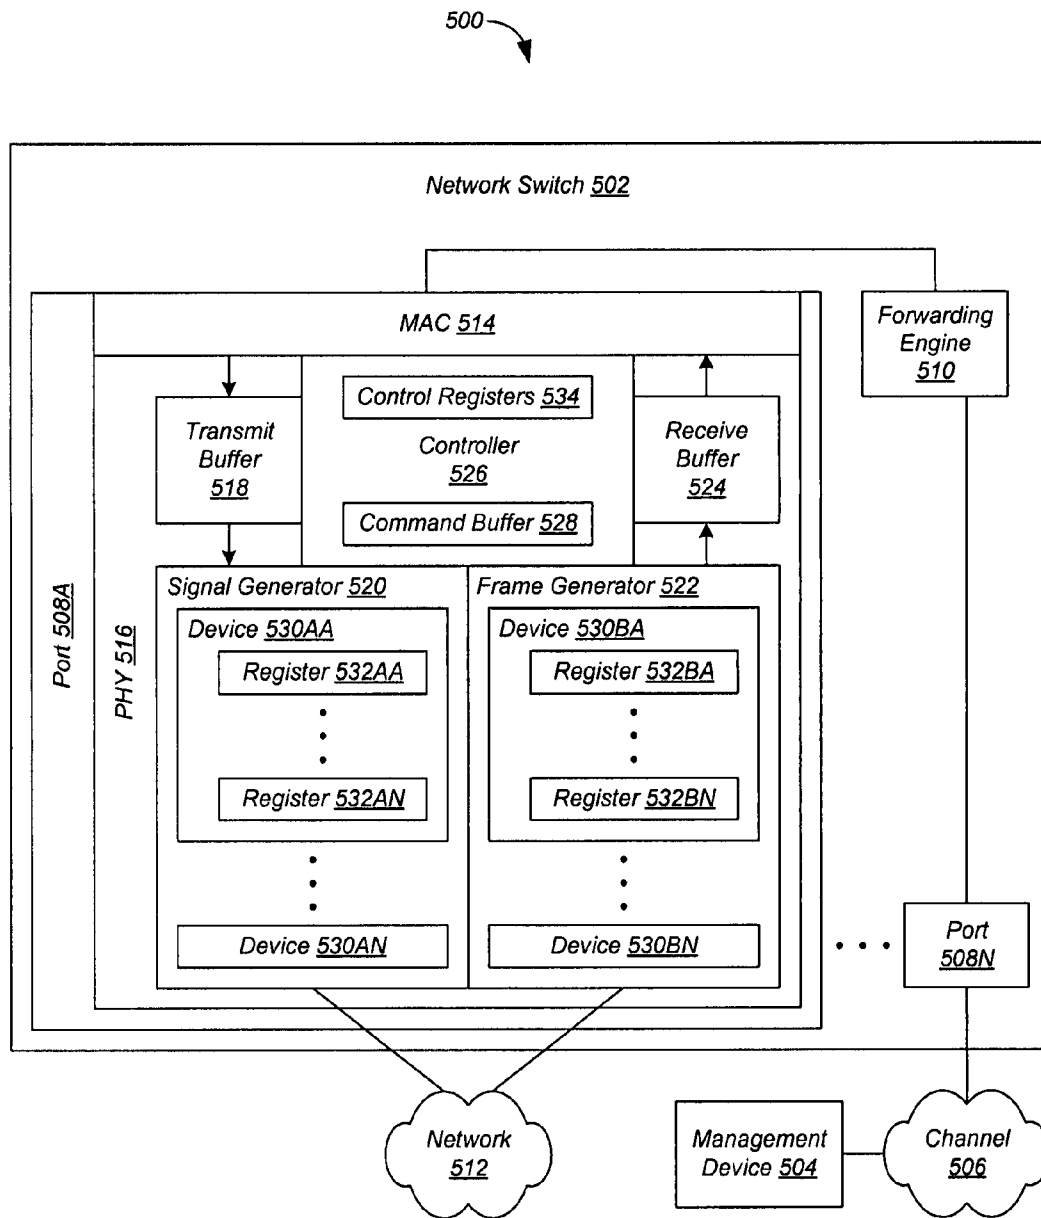 500
Network Switch 502
MAC 514
Forwarding
Engine
510
Control Registers 534
Transmit
Buffer
518
Controller
526
Receive
Buffer
524
Command Buffer 528
Port 508A
PHY 516
Signal Generator 520
Frame Generator 522
Device 530AA
Device 530BA
Register 532AA
Register 532BA
Register 532AN
Register 532BN
Device 530AN
Device 530BN
Port
508N
Network
512
Management
Device 504
Channel
506